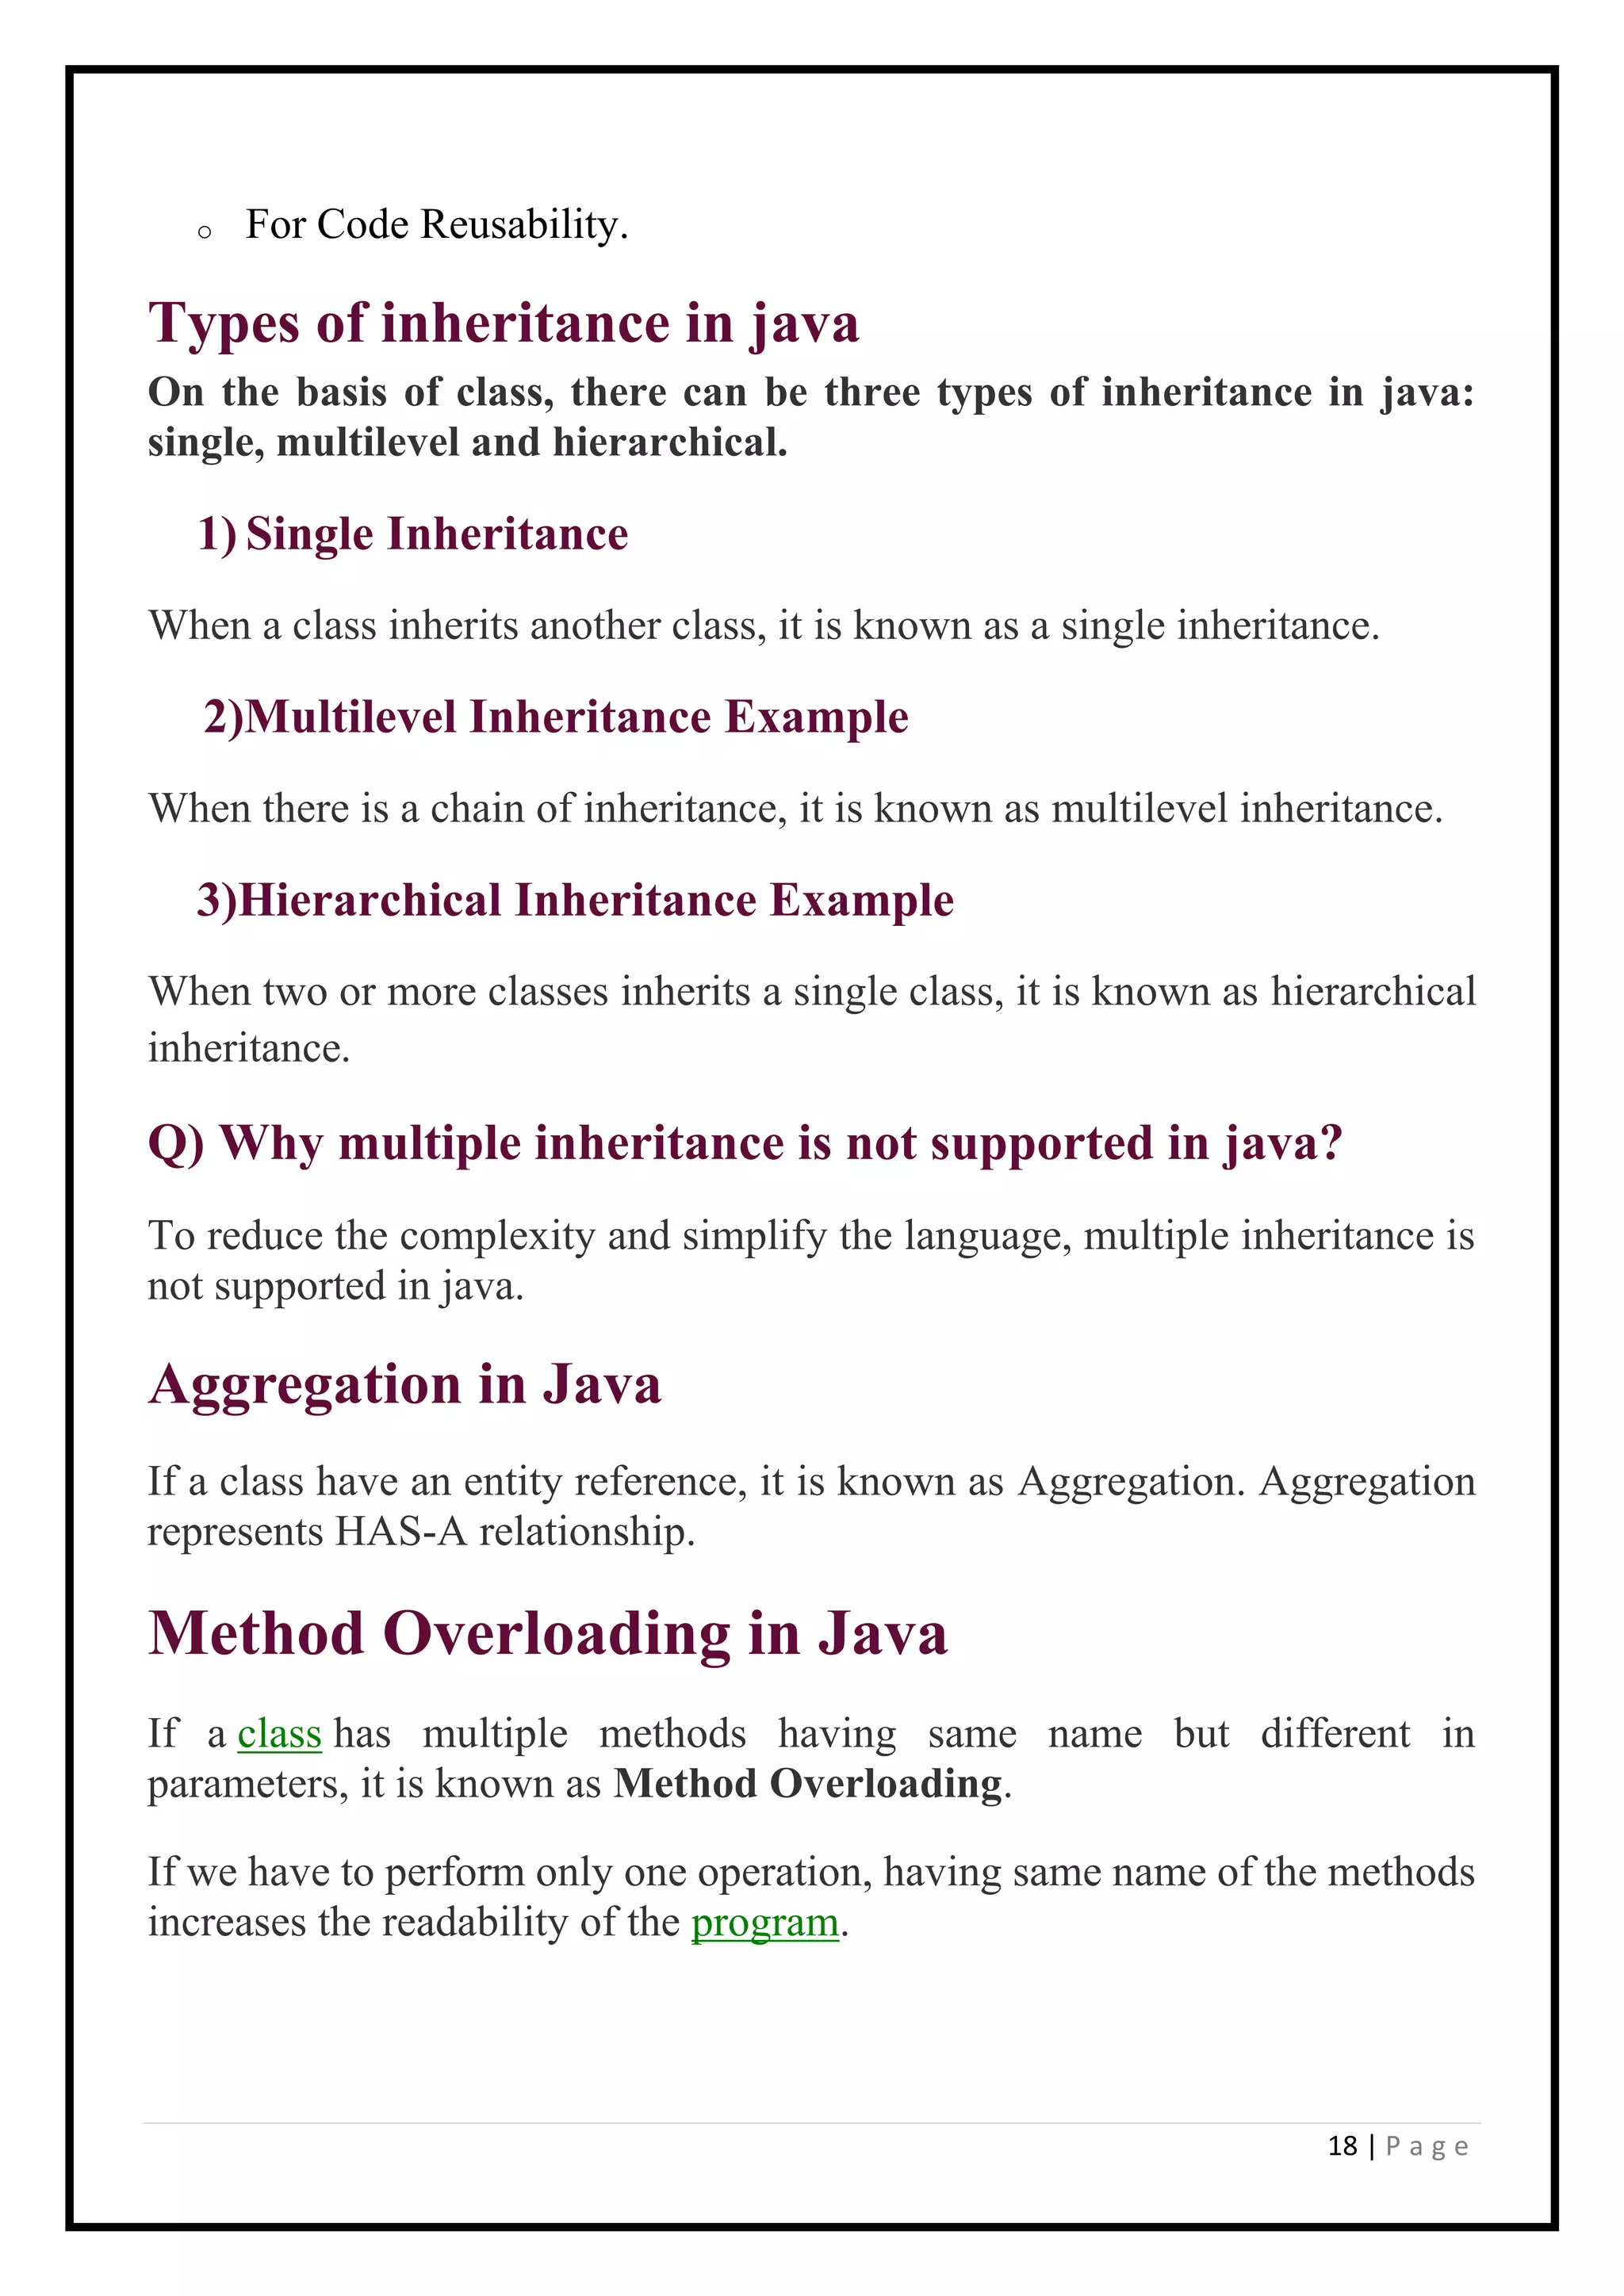 o For Code Reusability.
Types of inheritance in java
On the basis of class, there can be three types of inheritance in java:
single, multilevel and hierarchical.
1) Single Inheritance
When a class inherits another class, it is known as a single inheritance.
2)Multilevel Inheritance Example
When there is a chain of inheritance, it is known as multilevel inheritance.
3)Hierarchical Inheritance Example
When two or more classes inherits a single class, it is known as hierarchical
inheritance.
Q) Why multiple inheritance is not supported in java?
To reduce the complexity and simplify the language, multiple inheritance is
not supported in java.
Aggregation in Java
If a class have an entity reference, it is known as Aggregation. Aggregation
represents HAS-A relationship.
Method Overloading in Java
If a class has multiple methods having same name but different in
parameters, it is known as Method Overloading.
If we have to perform only one operation, having same name of the methods
increases the readability of the program.
18 | P a g e